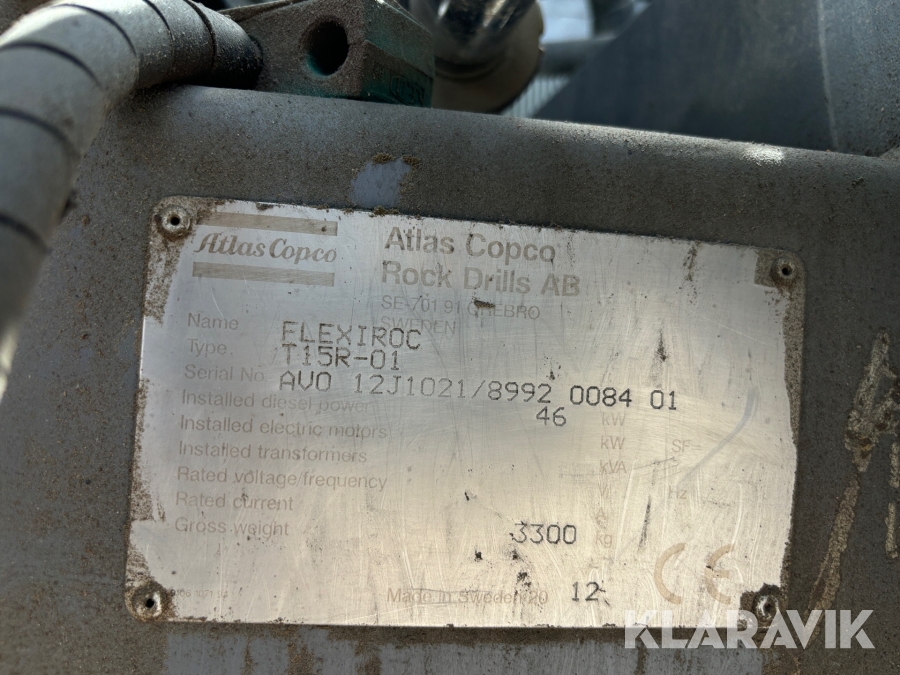 Atlas Copco
Atlas Copco
Rock Drills AB
SE-701 91 ÖREBRO
SWEDEN
Name FLEXIROC
Type T15R-01
Serial No AVO 12J1021/8992 0084 01
Installed diesel power 46 kW
Installed electric motors kW SF
Installed transformers kVA
Rated voltage/frequency V Hz
Rated current A
Gross weight 3300 kg
Made in Sweden 20 12
CE
KLARAVIK